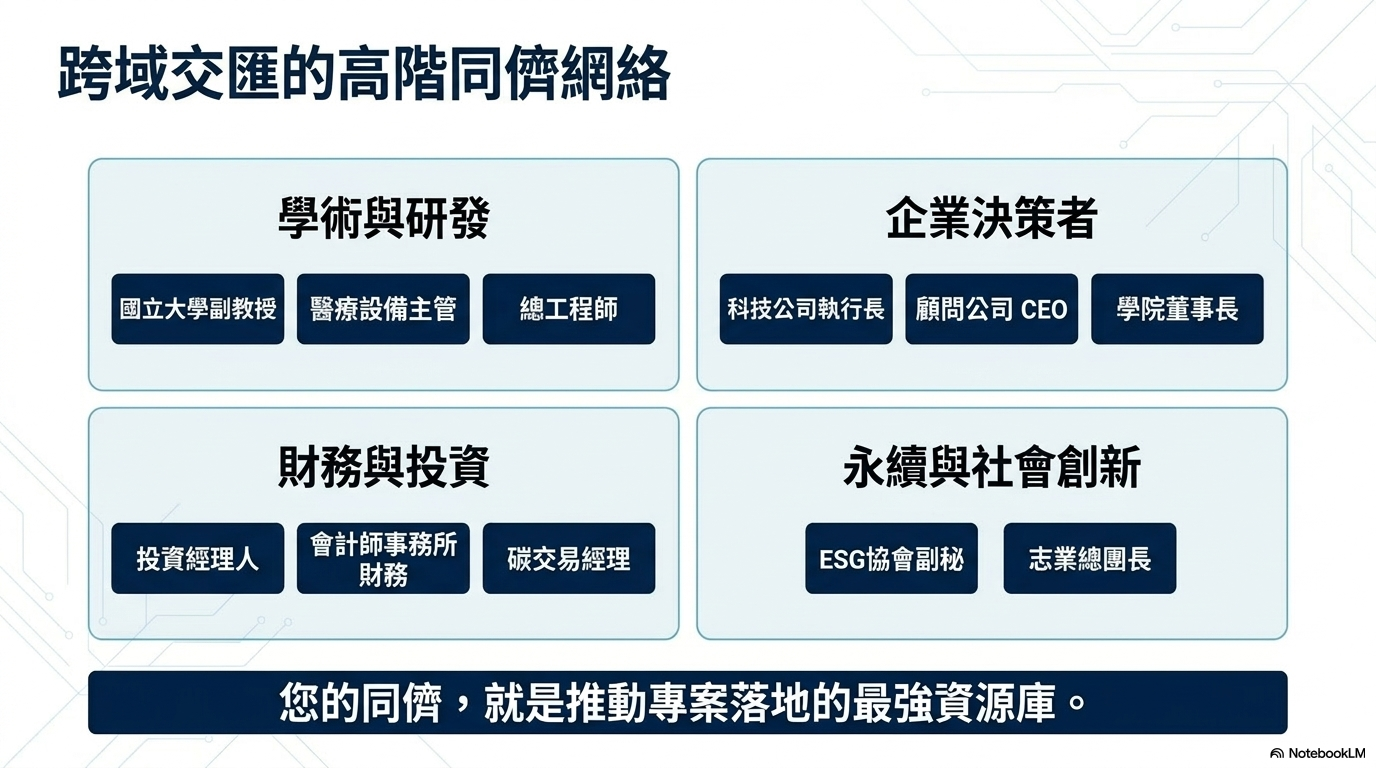 跨域交匯的高階同儕網絡
學術與研發
國立大學副教授
醫療設備主管
總工程師
企業決策者
科技公司執行長
顧問公司 CEO
學院董事長
財務與投資
投資經理人
會計師事務所
財務
碳交易經理
永續與社會創新
ESG協會副秘
志業總團長
您的同儕，就是推動專案落地的最強資源庫。
NotebookLM